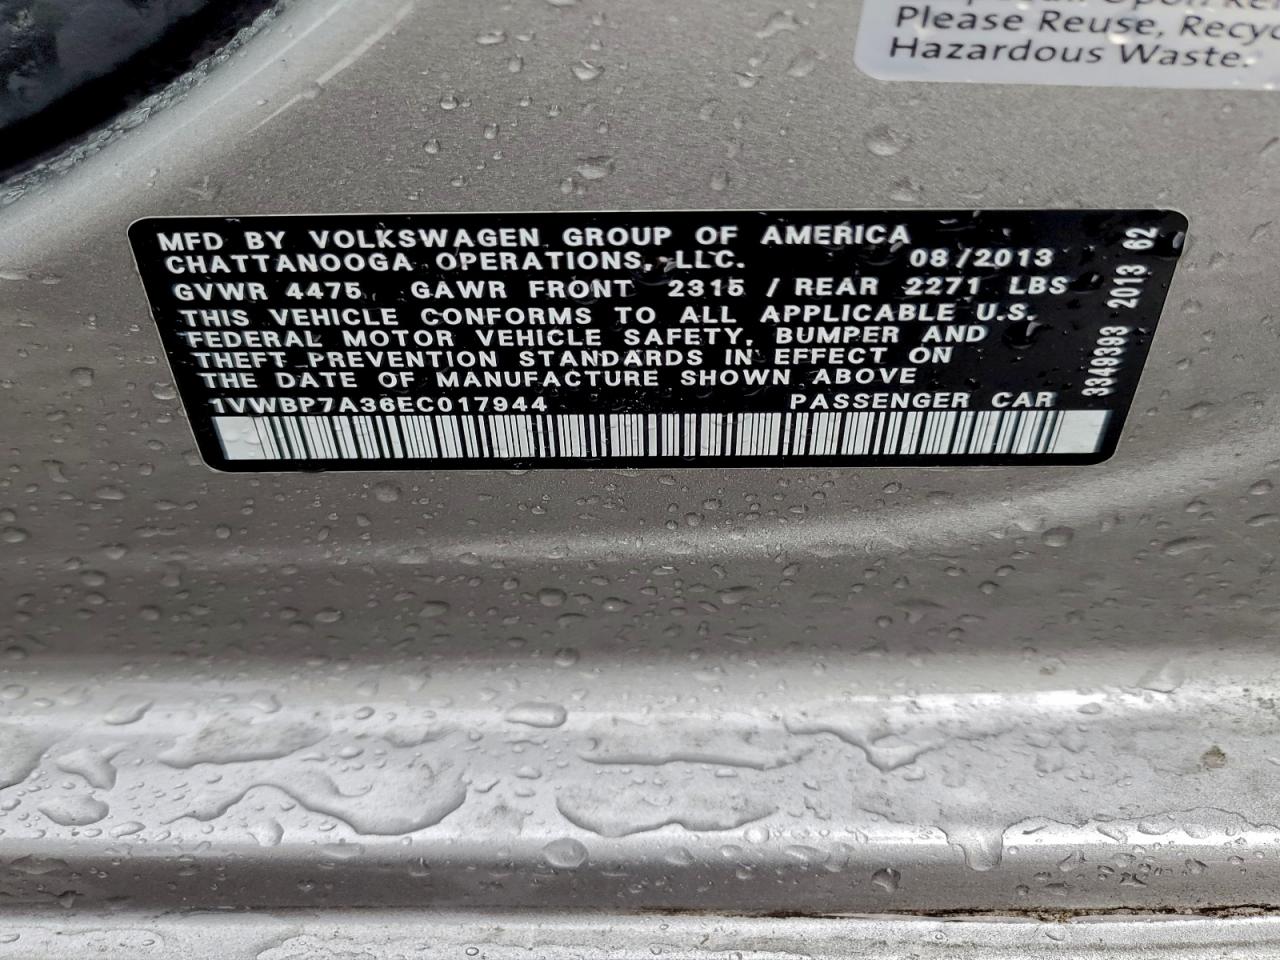 Please Reuse, Recyc
Hazardous Waste.
MFD BY VOLKSWAGEN GROUP OF AMERICA
CHATTANOOGA OPERATIONS, LLC. 08/2013
GVWR 4475 GAWR FRONT 2315 / REAR 2271 LBS
THIS VEHICLE CONFORMS TO ALL APPLICABLE U.S.
FEDERAL MOTOR VEHICLE SAFETY, BUMPER AND
THEFT PREVENTION STANDARDS IN EFFECT ON
THE DATE OF MANUFACTURE SHOWN ABOVE
1VWBP7A36EC017944 PASSENGER CAR
3349393 2013 62